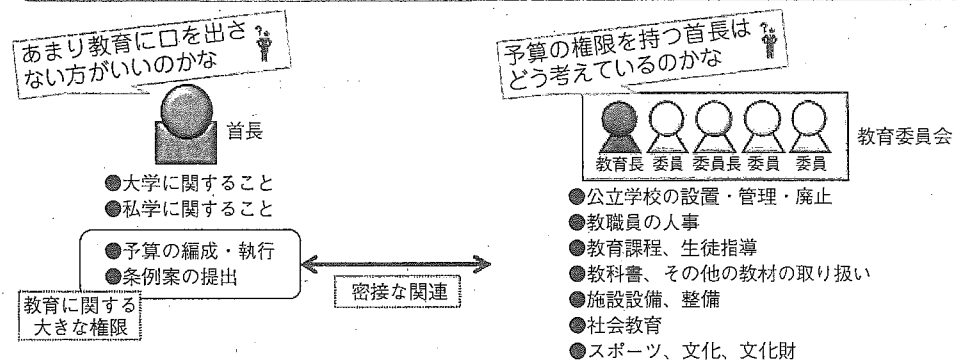 あまり教育に口を出さ
ない方がいいのかな
首長
●大学に関すること
●私学に関すること
●予算の編成・執行
●条例案の提出
教育に関する
大きな権限
密接な関連
予算の権限を持つ首長は
どう考えているのかな
教育長 委員 委員長 委員 委員
教育委員会
●公立学校の設置・管理・廃止
●教職員の人事
●教育課程、生徒指導
●教科書、その他の教材の取り扱い
●施設設備、整備
●社会教育
●スポーツ、文化、文化財